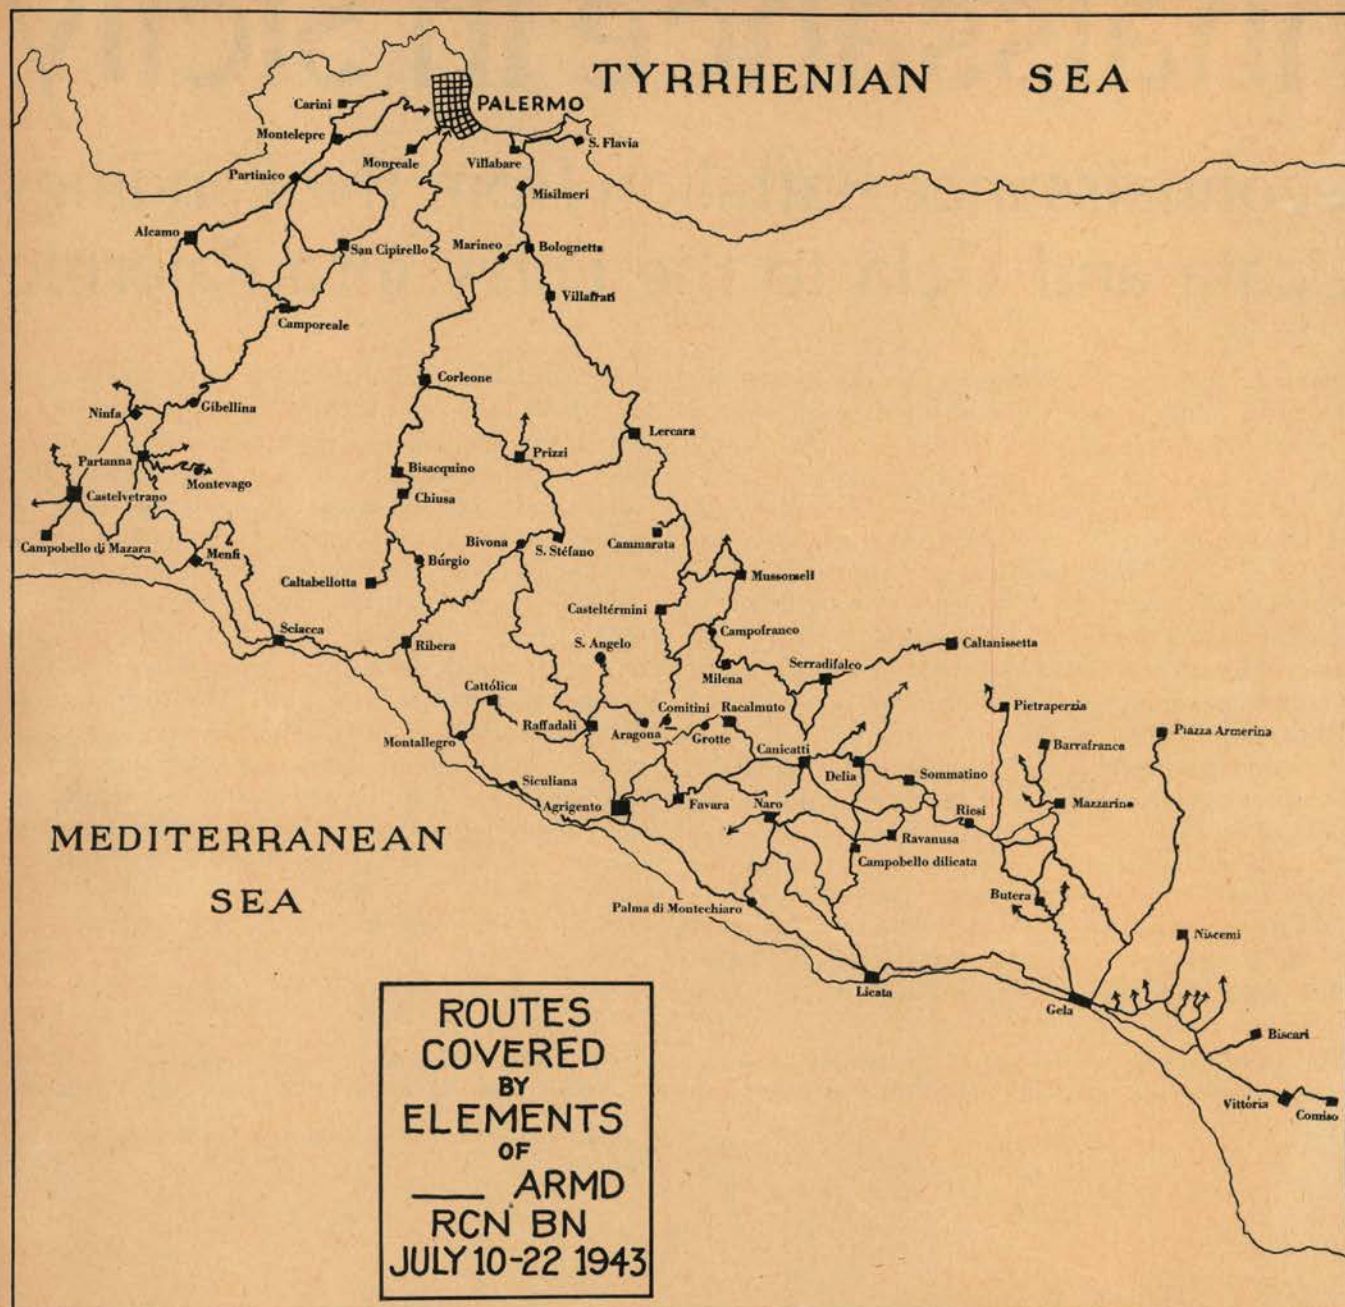 TYRRHENIAN SEA
Carini
PALERMO
Montelepre
Monreale
Villabare
S. Flavia
Partinico
Misilmeri
Alcamo
San Cipirello
Marineo
Bolognetta
Villafrati
Camporeale
Corleone
Ninfa
Gibellina
Lercara
Partanna
Prizzi
Montevago
Bisacquino
Castelvetrano
Chiusa
Campobello di Mazara
Menfi
Bivona
S. Stéfano
Cammarata
Búrgio
Caltabellotta
Mussomeli
Casteltérmini
Sciacca
Ribera
Campofranco
S. Angelo
Caltanissetta
Milena
Serradifalco
Cattólica
Comitini
Racalmuto
Pietraperzia
Raffadali
Aragona
Grotte
Piazza Armerina
Montallegro
Canicatti
Barrafranca
Delia
Sommatino
Siculiana
Agrigento
Favara
Naro
Mazzarino
Riesi
MEDITERRANEAN
SEA
Ravanusa
Campobello dilicata
Butera
Palma di Montechiaro
Niscemi
Licata
Gela
Biscari
Vittória
Comiso
ROUTES
COVERED
BY
ELEMENTS
OF
___ ARMD
RCN BN
JULY 10-22 1943